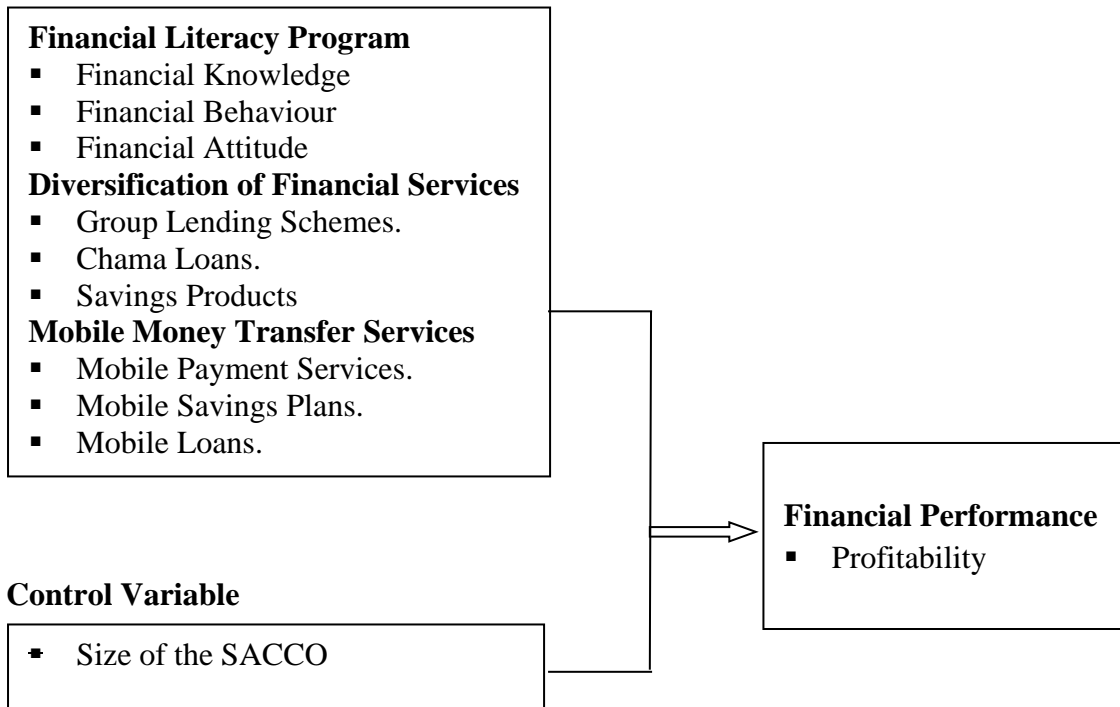 Financial Literacy Program
▪ Financial Knowledge
▪ Financial Behaviour
▪ Financial Attitude
Diversification of Financial Services
▪ Group Lending Schemes.
▪ Chama Loans.
▪ Savings Products
Mobile Money Transfer Services
▪ Mobile Payment Services.
▪ Mobile Savings Plans.
▪ Mobile Loans.
Financial Performance
▪ Profitability
Control Variable
▪ Size of the SACCO